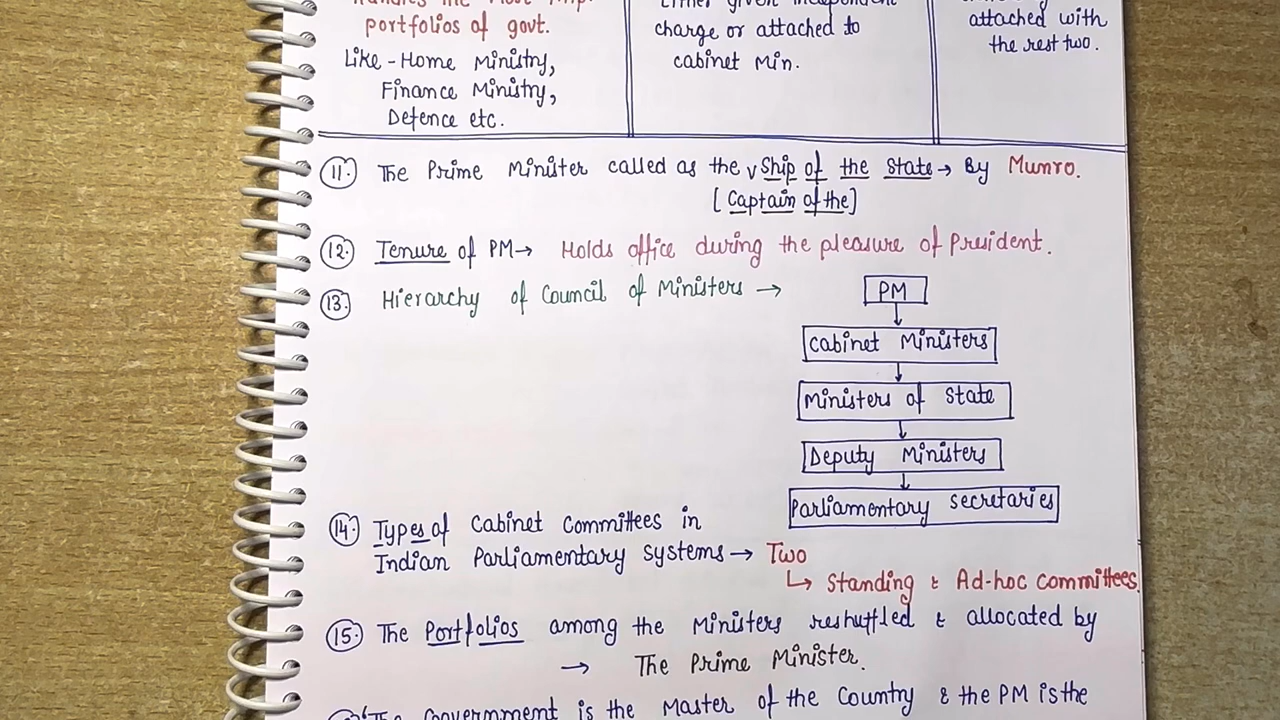 portfolios of govt.
Like - Home Ministry,
Finance Ministry,
Defence etc.
charge or attached to
cabinet Min.
attached with
the rest two.
11. The Prime Minister called as the v Ship of the State → By Munro.
[Captain of the]
12. Tenure of PM → Holds office during the pleasure of President.
13. Hierarchy of Council of Ministers →
PM
Cabinet Ministers
Ministers of State
Deputy Ministers
Parliamentary secretaries
14. Types of Cabinet Committees in
Indian Parliamentary systems → Two
↳ Standing & Ad-hoc committees.
15. The Portfolios among the Ministers reshuffled & allocated by
→ The Prime Minister.
The Government is the Master of the Country & the PM is the